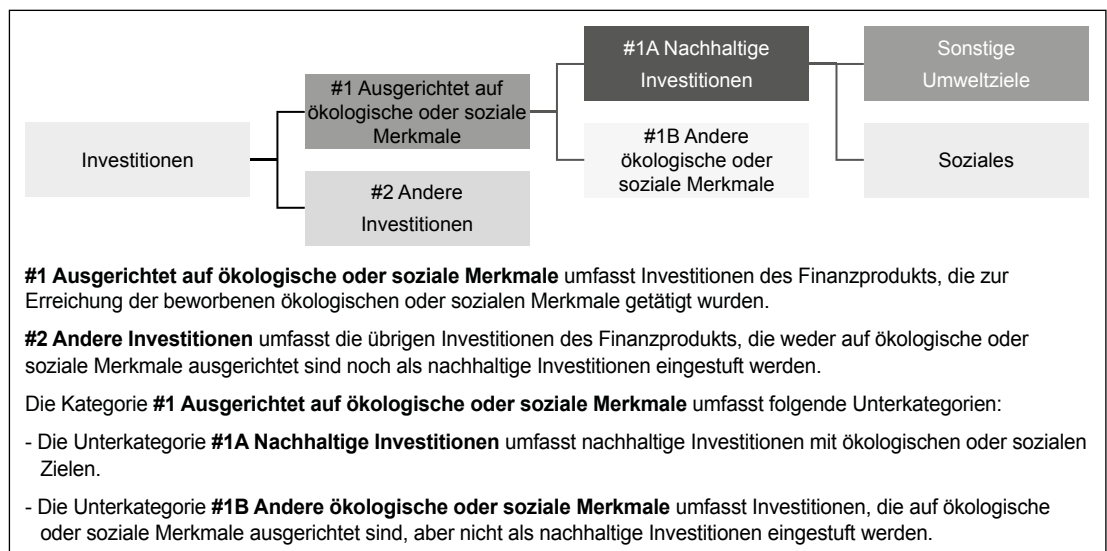 Investitionen
#1 Ausgerichtet auf
ökologische oder soziale
Merkmale
#2 Andere
Investitionen
#1A Nachhaltige
Investitionen
#1B Andere
ökologische oder
soziale Merkmale
Sonstige
Umweltziele
Soziales
#1 Ausgerichtet auf ökologische oder soziale Merkmale umfasst Investitionen des Finanzprodukts, die zur
Erreichung der beworbenen ökologischen oder sozialen Merkmale getätigt wurden.
#2 Andere Investitionen umfasst die übrigen Investitionen des Finanzprodukts, die weder auf ökologische oder
soziale Merkmale ausgerichtet sind noch als nachhaltige Investitionen eingestuft werden.
Die Kategorie #1 Ausgerichtet auf ökologische oder soziale Merkmale umfasst folgende Unterkategorien:
- Die Unterkategorie #1A Nachhaltige Investitionen umfasst nachhaltige Investitionen mit ökologischen oder sozialen
Zielen.
- Die Unterkategorie #1B Andere ökologische oder soziale Merkmale umfasst Investitionen, die auf ökologische
oder soziale Merkmale ausgerichtet sind, aber nicht als nachhaltige Investitionen eingestuft werden.